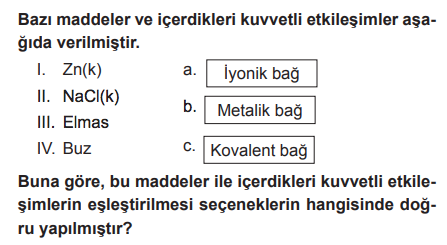 Bazı maddeler ve içerdikleri kuvvetli etkileşimler aşa-
ğıda verilmiştir.
I. Zn(k) a. İyonik bağ
II. NaCl(k)
b. Metalik bağ
III. Elmas
IV. Buz c. Kovalent bağ
Buna göre, bu maddeler ile içerdikleri kuvvetli etkile-
şimlerin eşleştirilmesi seçeneklerin hangisinde doğ-
ru yapılmıştır?